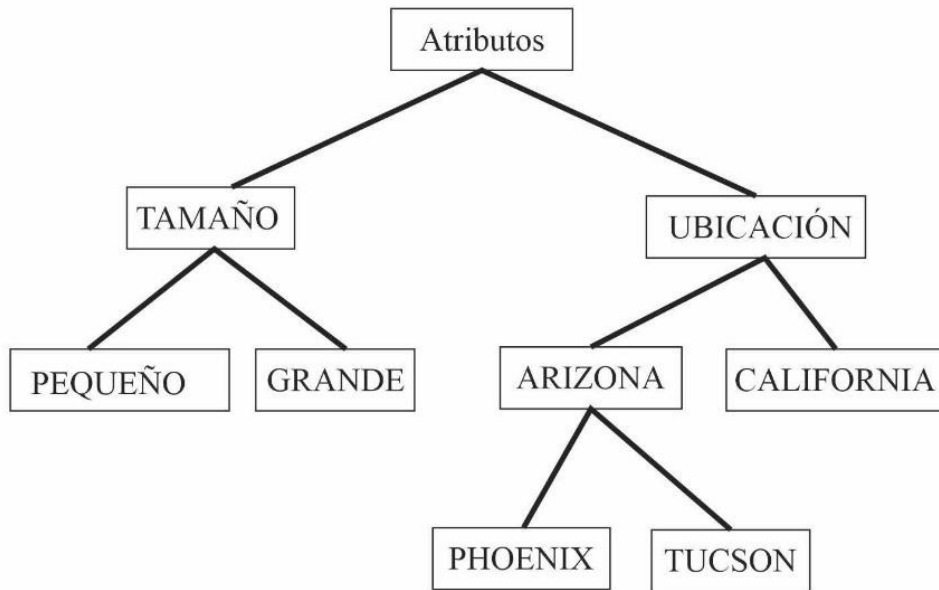 Atributos
TAMAÑO
UBICACIÓN
PEQUEÑO
GRANDE
ARIZONA
CALIFORNIA
PHOENIX
TUCSON